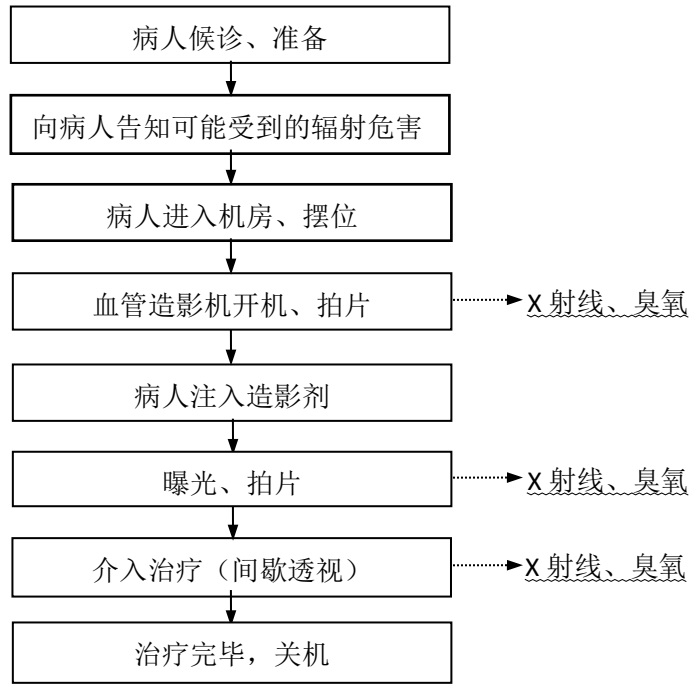 病人候诊、准备
向病人告知可能受到的辐射危害
病人进入机房、摆位
血管造影机开机、拍片
X 射线、臭氧
病人注入造影剂
曝光、拍片
X 射线、臭氧
介入治疗（间歇透视）
X 射线、臭氧
治疗完毕，关机